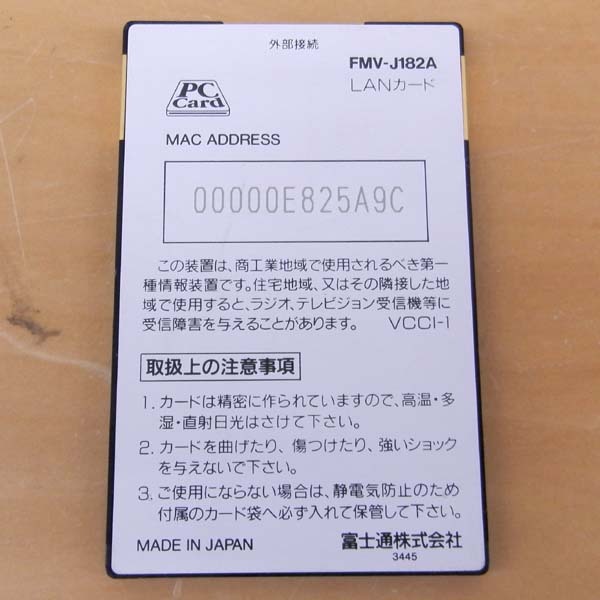 外部接続
FMV-J182A
PC
Card
LANカード
MAC ADDRESS
00000E825A9C
この装置は、商工業地域で使用されるべき第一
種情報装置です。住宅地域、又はその隣接した地
域で使用すると、ラジオ、テレビジョン受信機等に
受信障害を与えることがあります。 VCCI-1
取扱上の注意事項
1. カードは精密に作られていますので、高温・多
湿・直射日光はさけて下さい。
2. カードを曲げたり、傷つけたり、強いショック
を与えないで下さい。
3. ご使用にならない場合は、静電気防止のため
付属のカード袋へ必ず入れて保管して下さい。
MADE IN JAPAN
富士通株式会社
3445